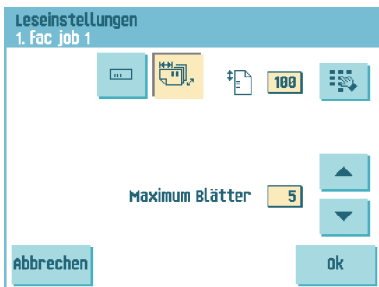 Leseinstellungen
1. Fac job 1
100
Maximum Blätter 5
Abbrechen Ok